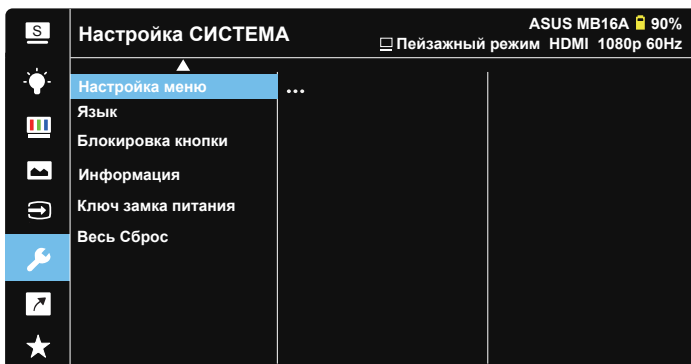 S
Настройка СИСТЕМА
ASUS MB16A 90%
Пейзажный режим HDMI 1080p 60Hz
Настройка меню ...
Язык
Блокировка кнопки
Информация
Ключ замка питания
Весь Сброс